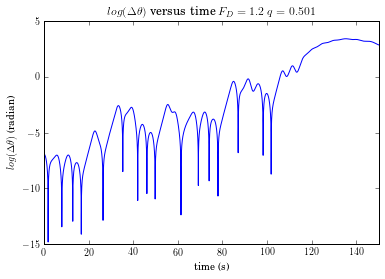 log(Δθ) versus time F_D = 1.2 q = 0.501
5
0
−5
−10
−15
log(Δθ) (radian)
0 20 40 60 80 100 120 140
time (s)